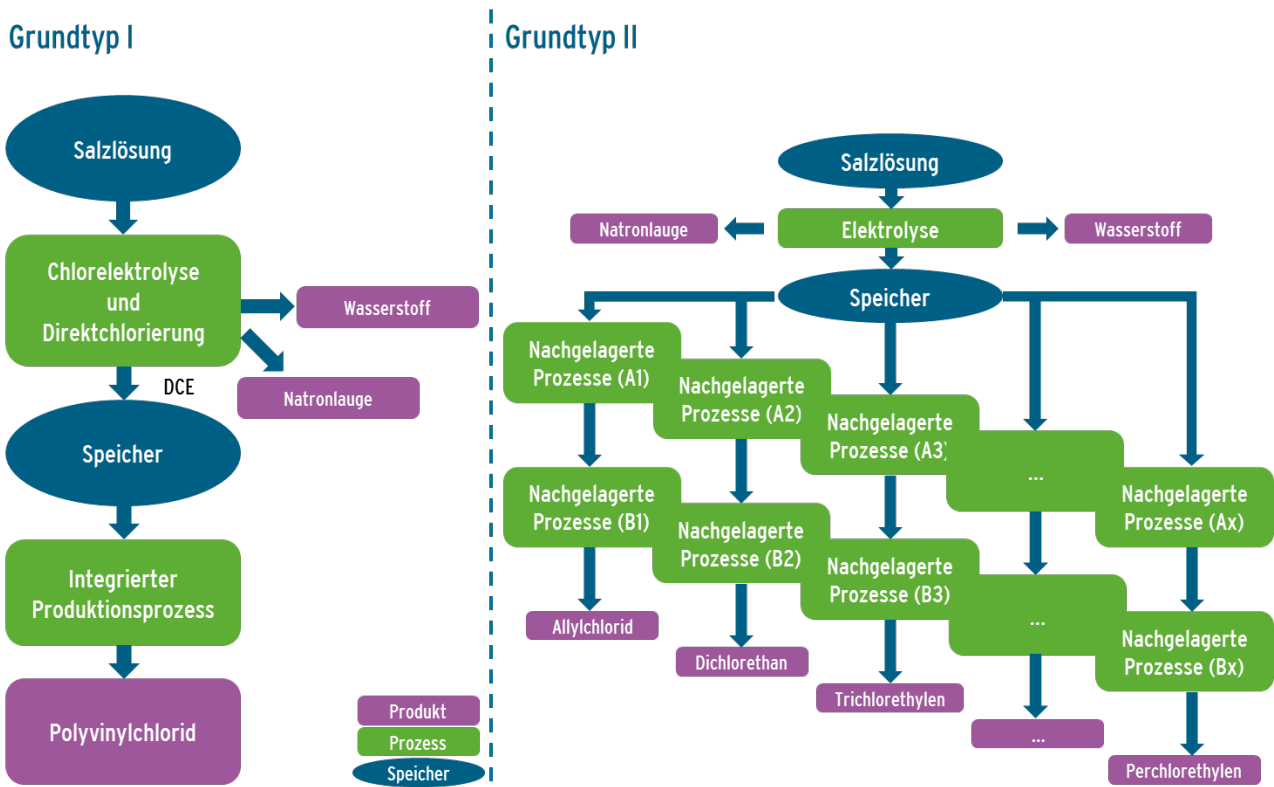 Grundtyp I
Salzlösung
Chlorelektrolyse
und
Direktchlorierung
Wasserstoff
Natronlauge
DCE
Speicher
Integrierter
Produktionsprozess
Polyvinylchlorid
Produkt
Prozess
Speicher
Grundtyp II
Salzlösung
Natronlauge
Elektrolyse
Wasserstoff
Speicher
Nachgelagerte
Prozesse (A1)
Nachgelagerte
Prozesse (A2)
Nachgelagerte
Prozesse (A3)
...
Nachgelagerte
Prozesse (Ax)
Nachgelagerte
Prozesse (B1)
Nachgelagerte
Prozesse (B2)
Nachgelagerte
Prozesse (B3)
...
Nachgelagerte
Prozesse (Bx)
Allylchlorid
Dichlorethan
Trichlorethylen
...
Perchlorethylen